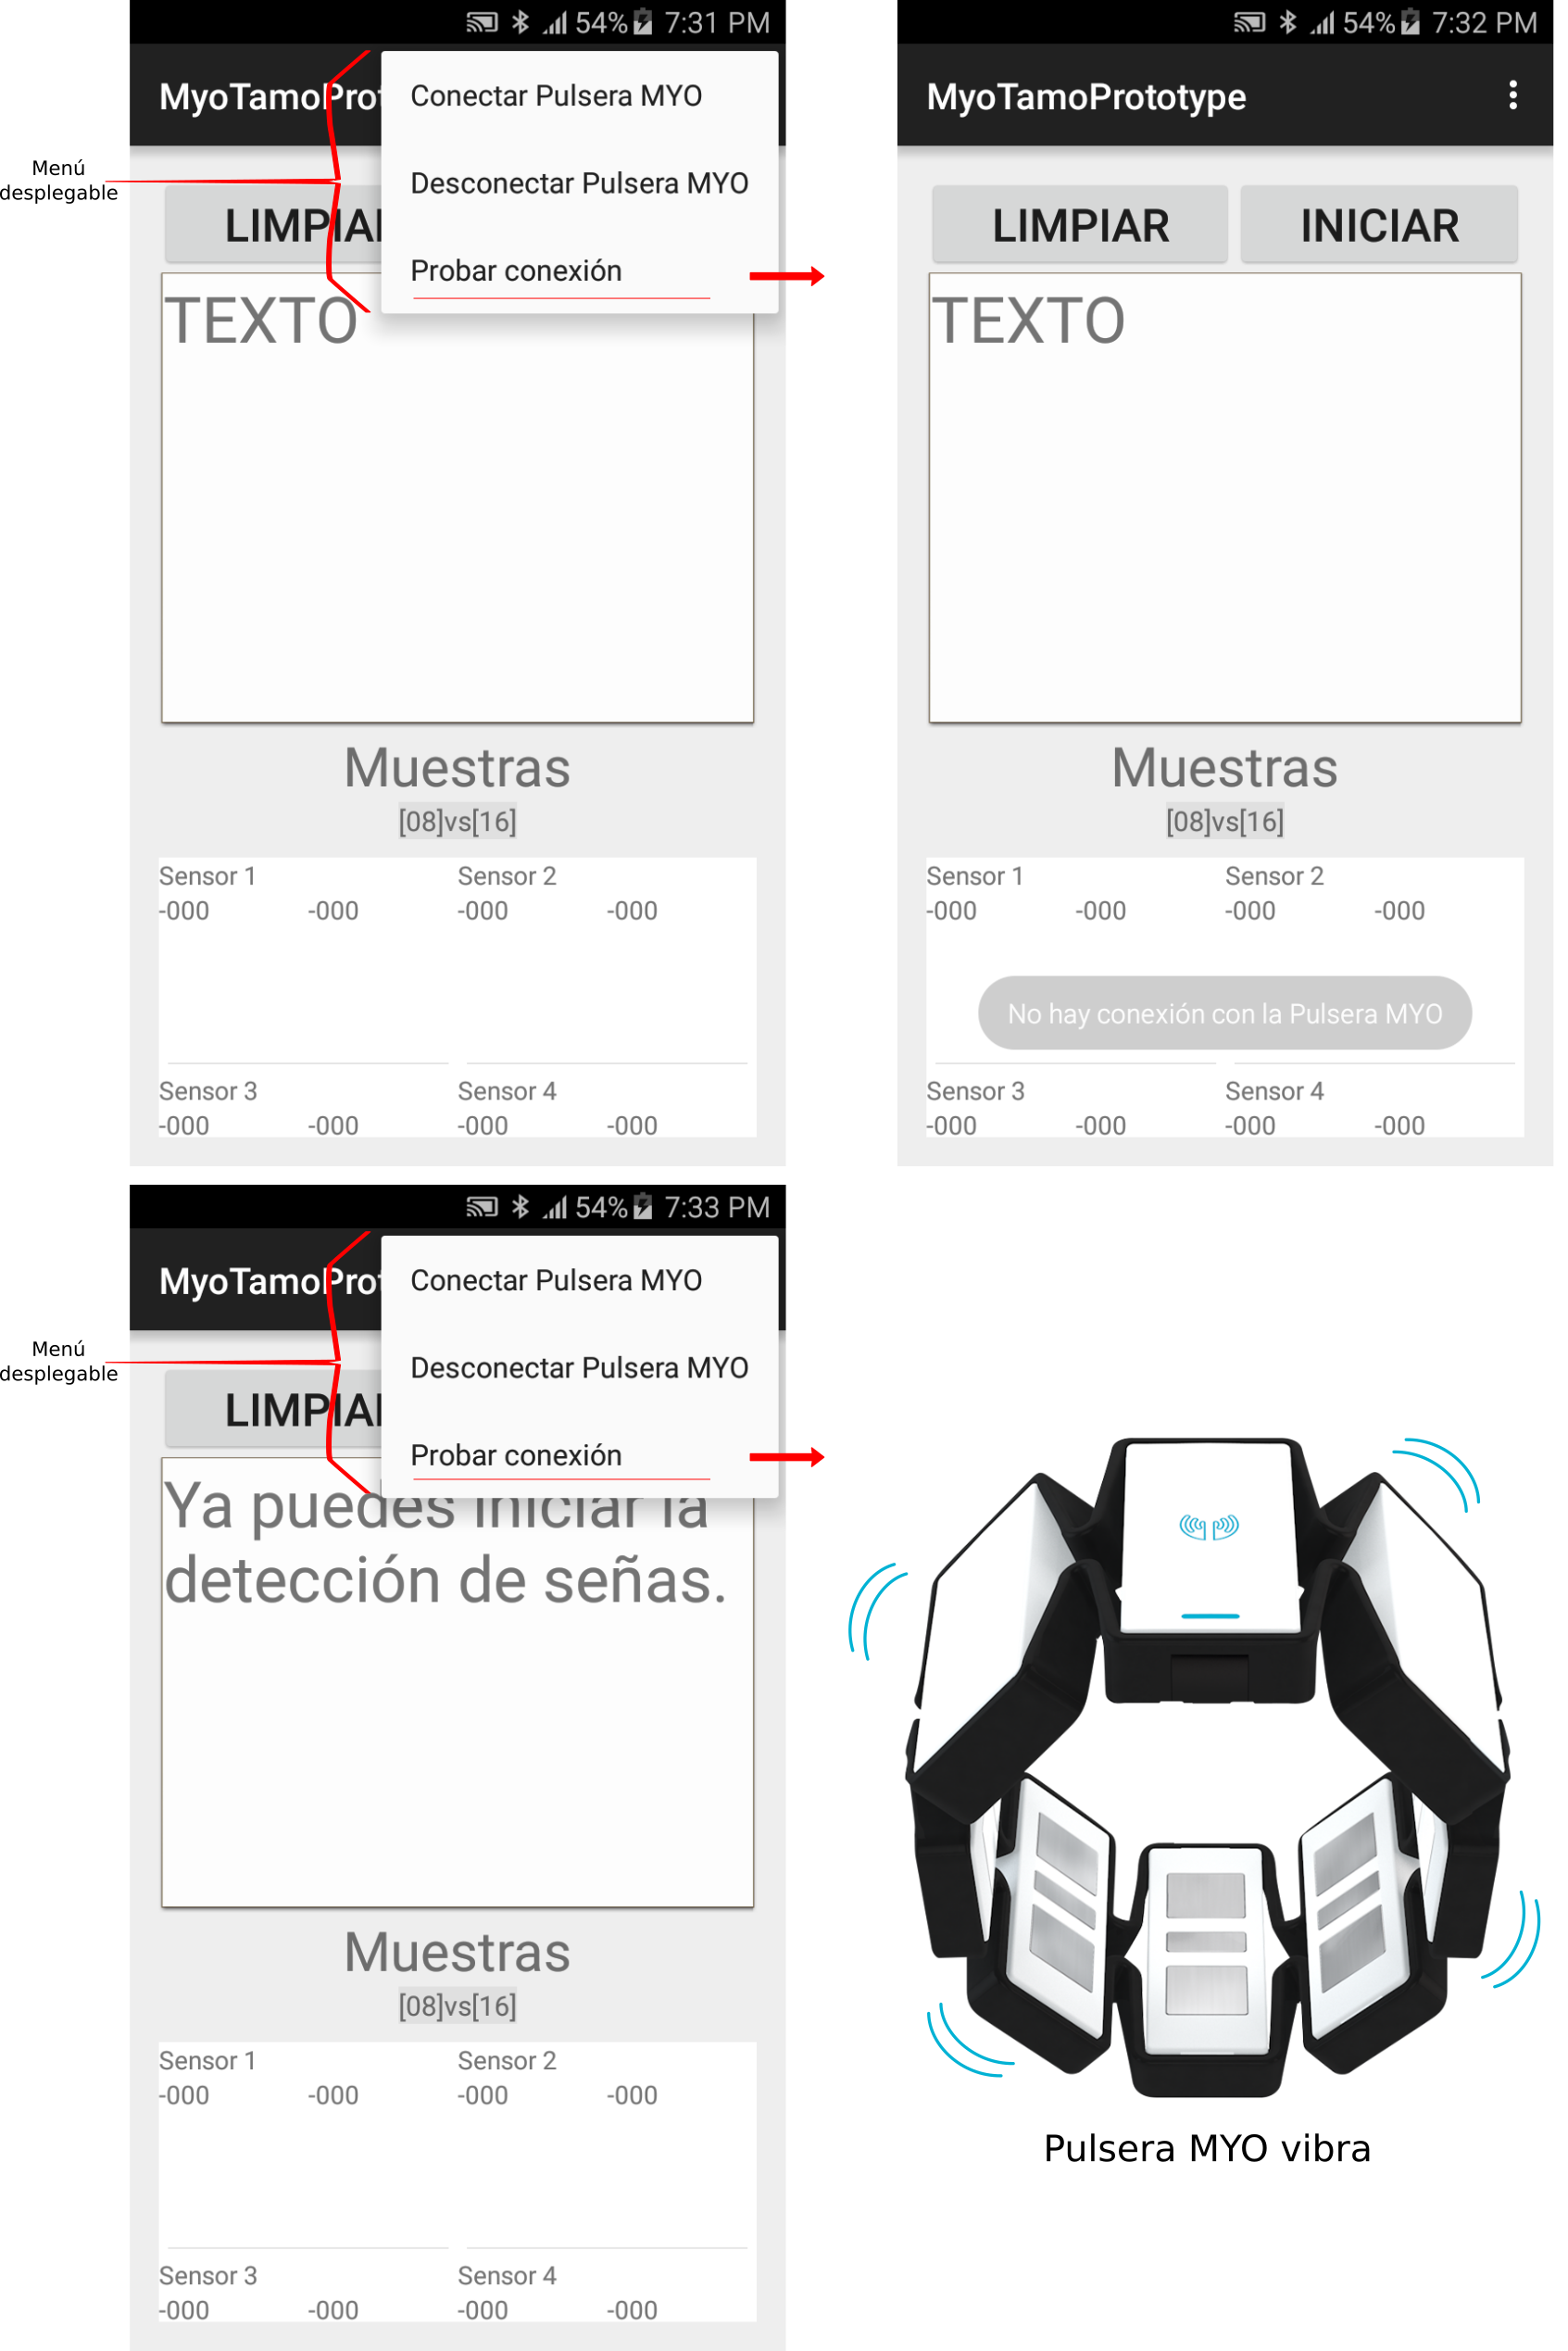 54% 7:31 PM
MyoTamoProt
Conectar Pulsera MYO
Desconectar Pulsera MYO
Probar conexión
Menú
desplegable
LIMPIA
TEXTO
Muestras
[08]vs[16]
Sensor 1 Sensor 2
-000 -000 -000 -000
Sensor 3 Sensor 4
-000 -000 -000 -000
54% 7:32 PM
MyoTamoPrototype
LIMPIAR INICIAR
TEXTO
Muestras
[08]vs[16]
Sensor 1 Sensor 2
-000 -000 -000 -000
No hay conexión con la Pulsera MYO
Sensor 3 Sensor 4
-000 -000 -000 -000
54% 7:33 PM
MyoTamoProt
Conectar Pulsera MYO
Desconectar Pulsera MYO
Probar conexión
Menú
desplegable
LIMPIA
Ya puedes iniciar la
detección de señas.
Muestras
[08]vs[16]
Sensor 1 Sensor 2
-000 -000 -000 -000
Sensor 3 Sensor 4
-000 -000 -000 -000
Pulsera MYO vibra